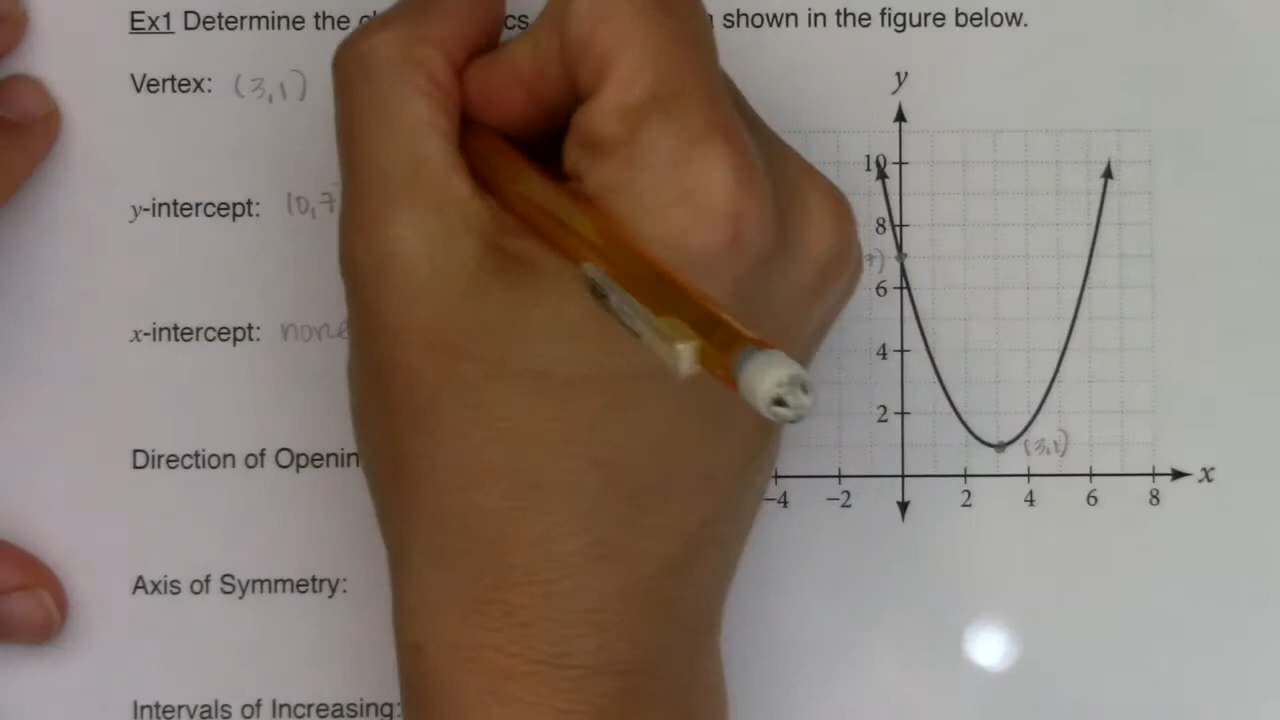 Ex1 Determine the shown in the figure below.
Vertex: (3,1)
y-intercept: (0,7
x-intercept: none
Direction of Openin
Axis of Symmetry:
Intervals of Increasing:
y
10
8
7)
6
4
2
(3,1)
x
-4 -2 2 4 6 8